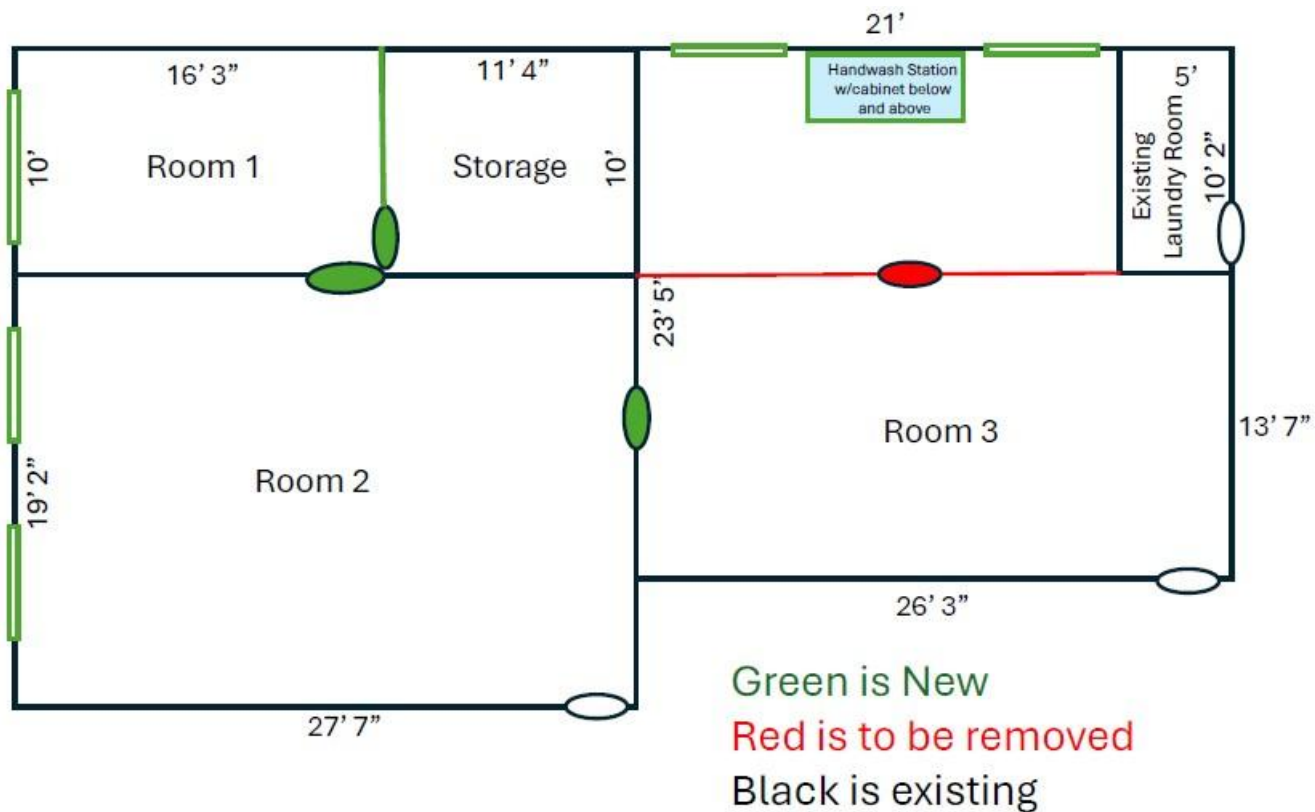 21’
16’ 3”
11’ 4”
Handwash Station
w/cabinet below
and above
5’
10’
Room 1
Storage
10’
Existing
Laundry Room
10’ 2”
23’ 5”
Room 2
19’ 2”
Room 3
13’ 7”
26’ 3”
27’ 7”
Green is New
Red is to be removed
Black is existing